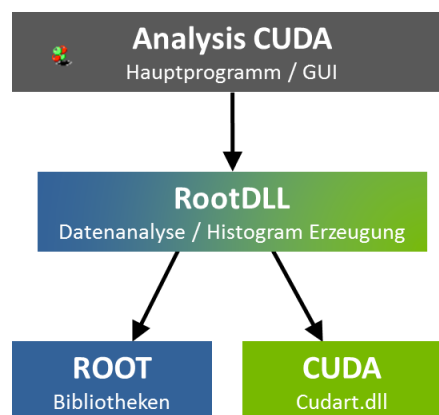 Analysis CUDA
Hauptprogramm / GUI
RootDLL
Datenanalyse / Histogram Erzeugung
ROOT
Bibliotheken
CUDA
Cudart.dll